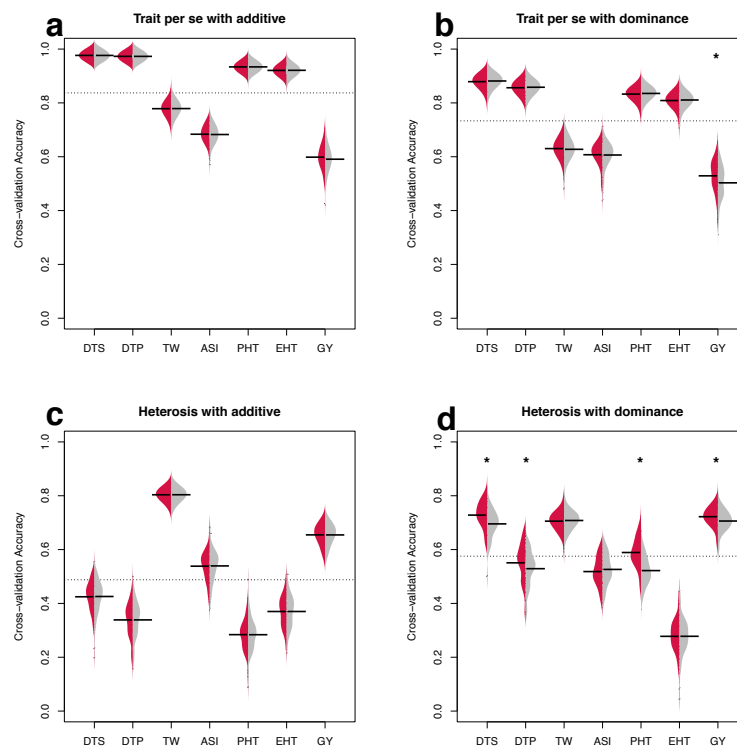 a
Trait per se with additive
Cross-validation Accuracy
0.0 0.2 0.4 0.6 0.8 1.0
DTS DTP TW ASI PHT EHT GY
b
Trait per se with dominance
*
Cross-validation Accuracy
0.0 0.2 0.4 0.6 0.8 1.0
DTS DTP TW ASI PHT EHT GY
c
Heterosis with additive
Cross-validation Accuracy
0.0 0.2 0.4 0.6 0.8 1.0
DTS DTP TW ASI PHT EHT GY
d
Heterosis with dominance
* * * *
Cross-validation Accuracy
0.0 0.2 0.4 0.6 0.8 1.0
DTS DTP TW ASI PHT EHT GY